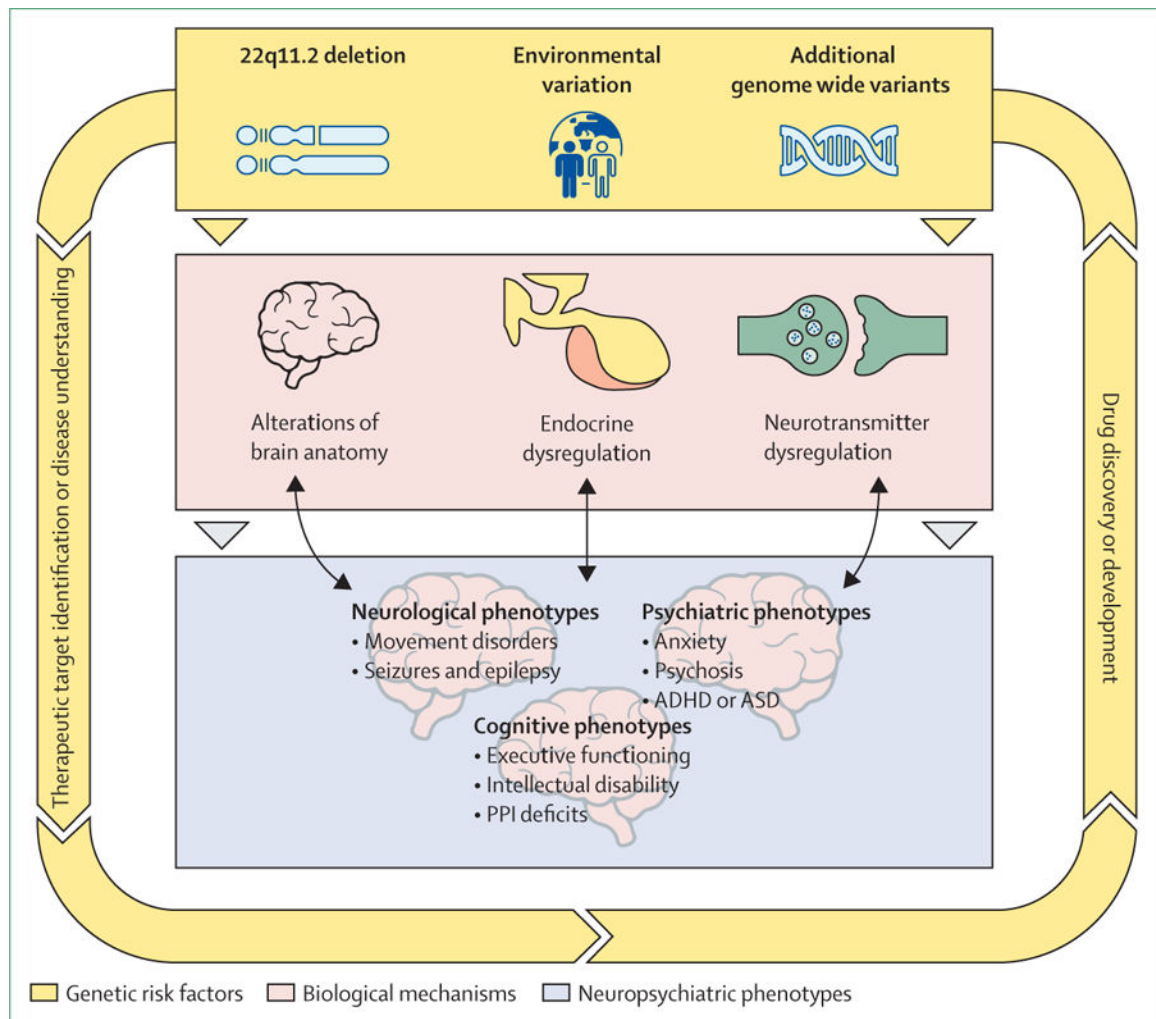 22q11.2 deletion
Environmental
variation
Additional
genome wide variants
Alterations of
brain anatomy
Endocrine
dysregulation
Neurotransmitter
dysregulation
Neurological phenotypes
• Movement disorders
• Seizures and epilepsy
Psychiatric phenotypes
• Anxiety
• Psychosis
• ADHD or ASD
Cognitive phenotypes
• Executive functioning
• Intellectual disability
• PPI deficits
Therapeutic target identification or disease understanding
Drug discovery or development
Genetic risk factors
Biological mechanisms
Neuropsychiatric phenotypes